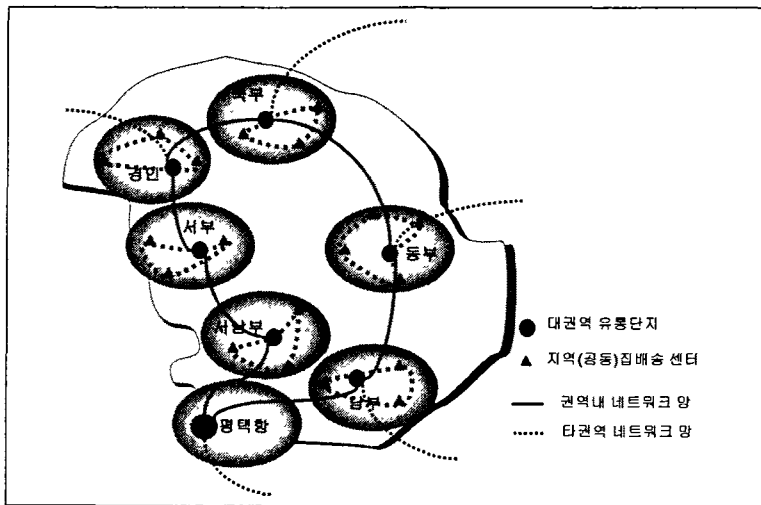 북부
경인
서부
동부
서남부
남부
평택항
대권역 유통단지
지역(공동)집배송 센터
권역내 네트워크 망
타권역 네트워크 망